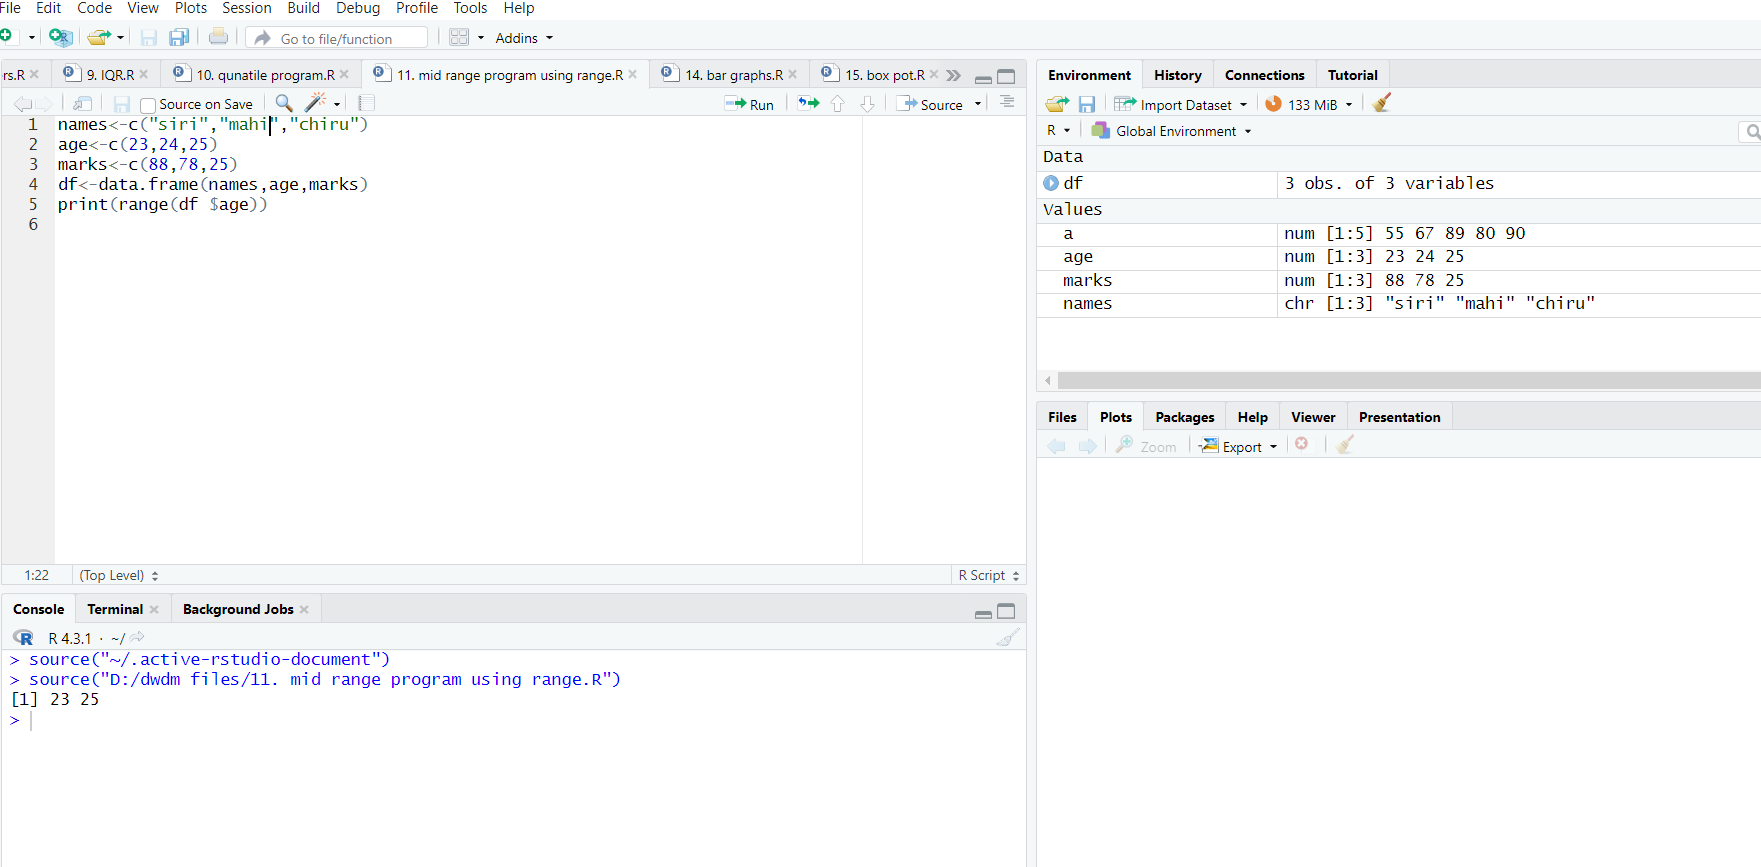 File Edit Code View Plots Session Build Debug Profile Tools Help
Go to file/function Addins
rs.R 9. IQR.R 10. qunatile program.R 11. mid range program using range.R 14. bar graphs.R 15. box pot.R
Source on Save Run Source
1 names<-c("siri","mahi","chiru")
2 age<-c(23,24,25)
3 marks<-c(88,78,25)
4 df<-data.frame(names,age,marks)
5 print(range(df $age))
6
1:22 (Top Level) R Script
Console Terminal Background Jobs
R R 4.3.1 · ~/
> source("~/.active-rstudio-document")
> source("D:/dwdm files/11. mid range program using range.R")
[1] 23 25
>
Environment History Connections Tutorial
Import Dataset 133 MiB
R Global Environment
Data
df 3 obs. of 3 variables
Values
a num [1:5] 55 67 89 80 90
age num [1:3] 23 24 25
marks num [1:3] 88 78 25
names chr [1:3] "siri" "mahi" "chiru"
Files Plots Packages Help Viewer Presentation
Zoom Export